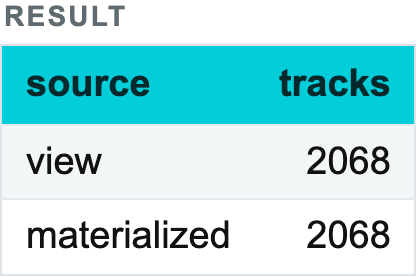 RESULT
source tracks
view 2068
materialized 2068